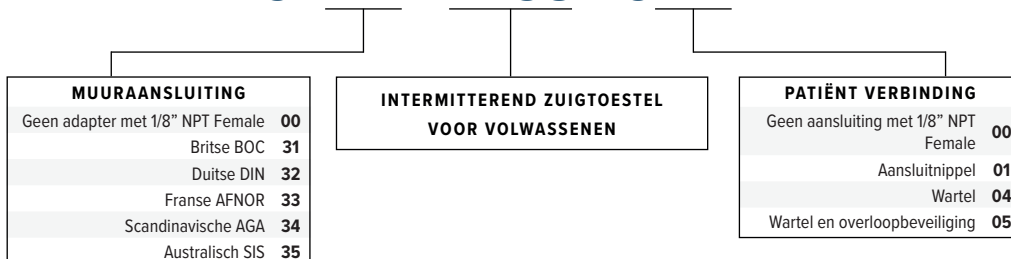 MUURAANSLUITING
Geen adapter met 1/8” NPT Female 00
Britse BOC 31
Duitse DIN 32
Franse AFNOR 33
Scandinavische AGA 34
Australisch SIS 35
INTERMITTEREND ZUIGTOESTEL
VOOR VOLWASSENEN
PATIËNT VERBINDING
Geen aansluiting met 1/8” NPT
Female 00
Aansluitnippel 01
Wartel 04
Wartel en overloopbeveiliging 05